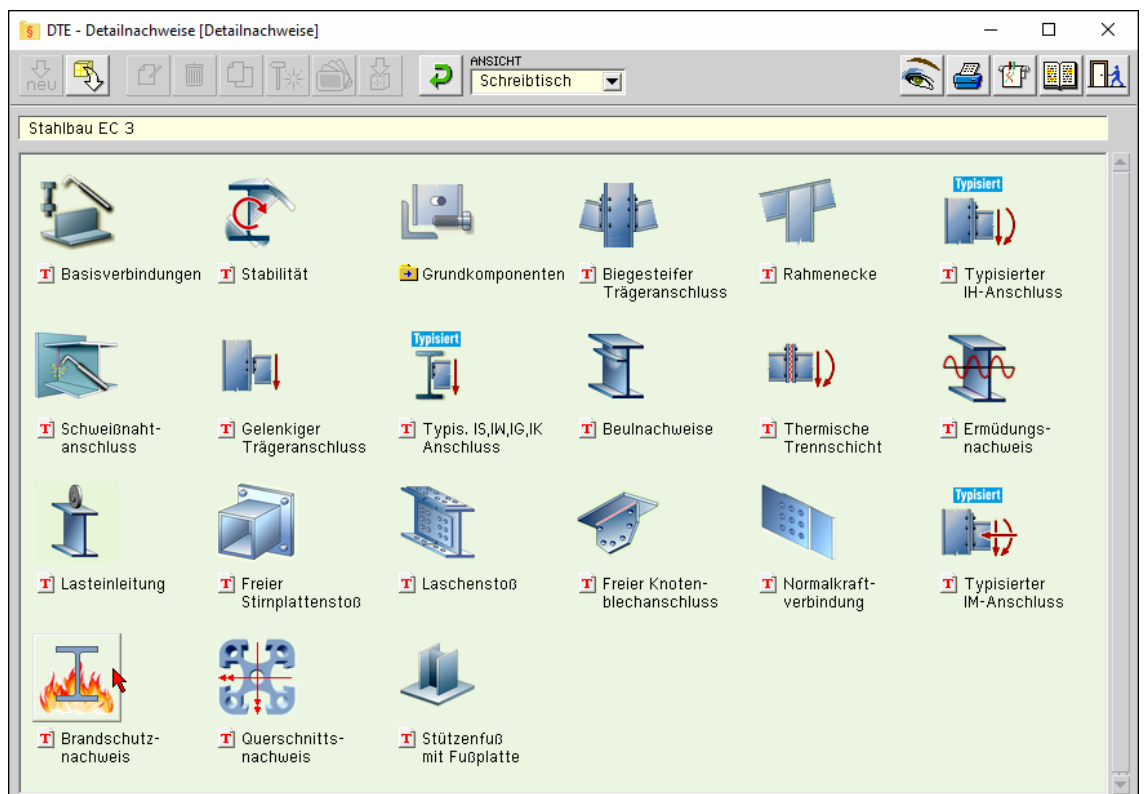 § DTE - Detailnachweise [Detailnachweise]
neu
ANSICHT
Schreibtisch
Stahlbau EC 3
T Basisverbindungen
T Stabilität
Grundkomponenten
T Biegesteifer
Trägeranschluss
T Rahmenecke
Typisiert
T Typisierter
IH-Anschluss
T Schweißnaht-
anschluss
T Gelenkiger
Trägeranschluss
Typisiert
T Typis. IS,IW,IG,IK
Anschluss
T Beulnachweise
T Thermische
Trennschicht
T Ermüdungs-
nachweis
T Lasteinleitung
T Freier
Stirnplattenstoß
T Laschenstoß
T Freier Knoten-
blechanschluss
T Normalkraft-
verbindung
Typisiert
T Typisierter
IM-Anschluss
T Brandschutz-
nachweis
T Querschnitts-
nachweis
T Stützenfuß
mit Fußplatte